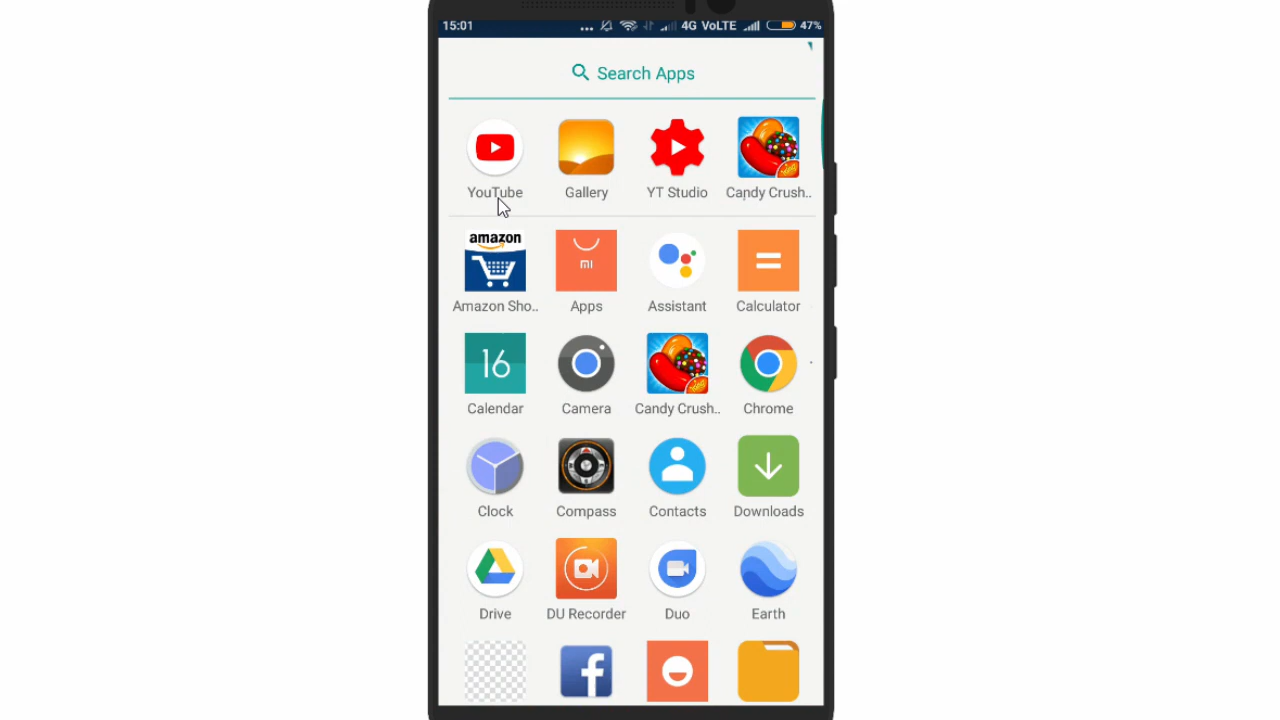 15:01 ... 4G VoLTE 47%
Search Apps
YouTube Gallery YT Studio Candy Crush..
amazon mi
Amazon Sho.. Apps Assistant Calculator
16
Calendar Camera Candy Crush.. Chrome
Clock Compass Contacts Downloads
Drive DU Recorder Duo Earth
f